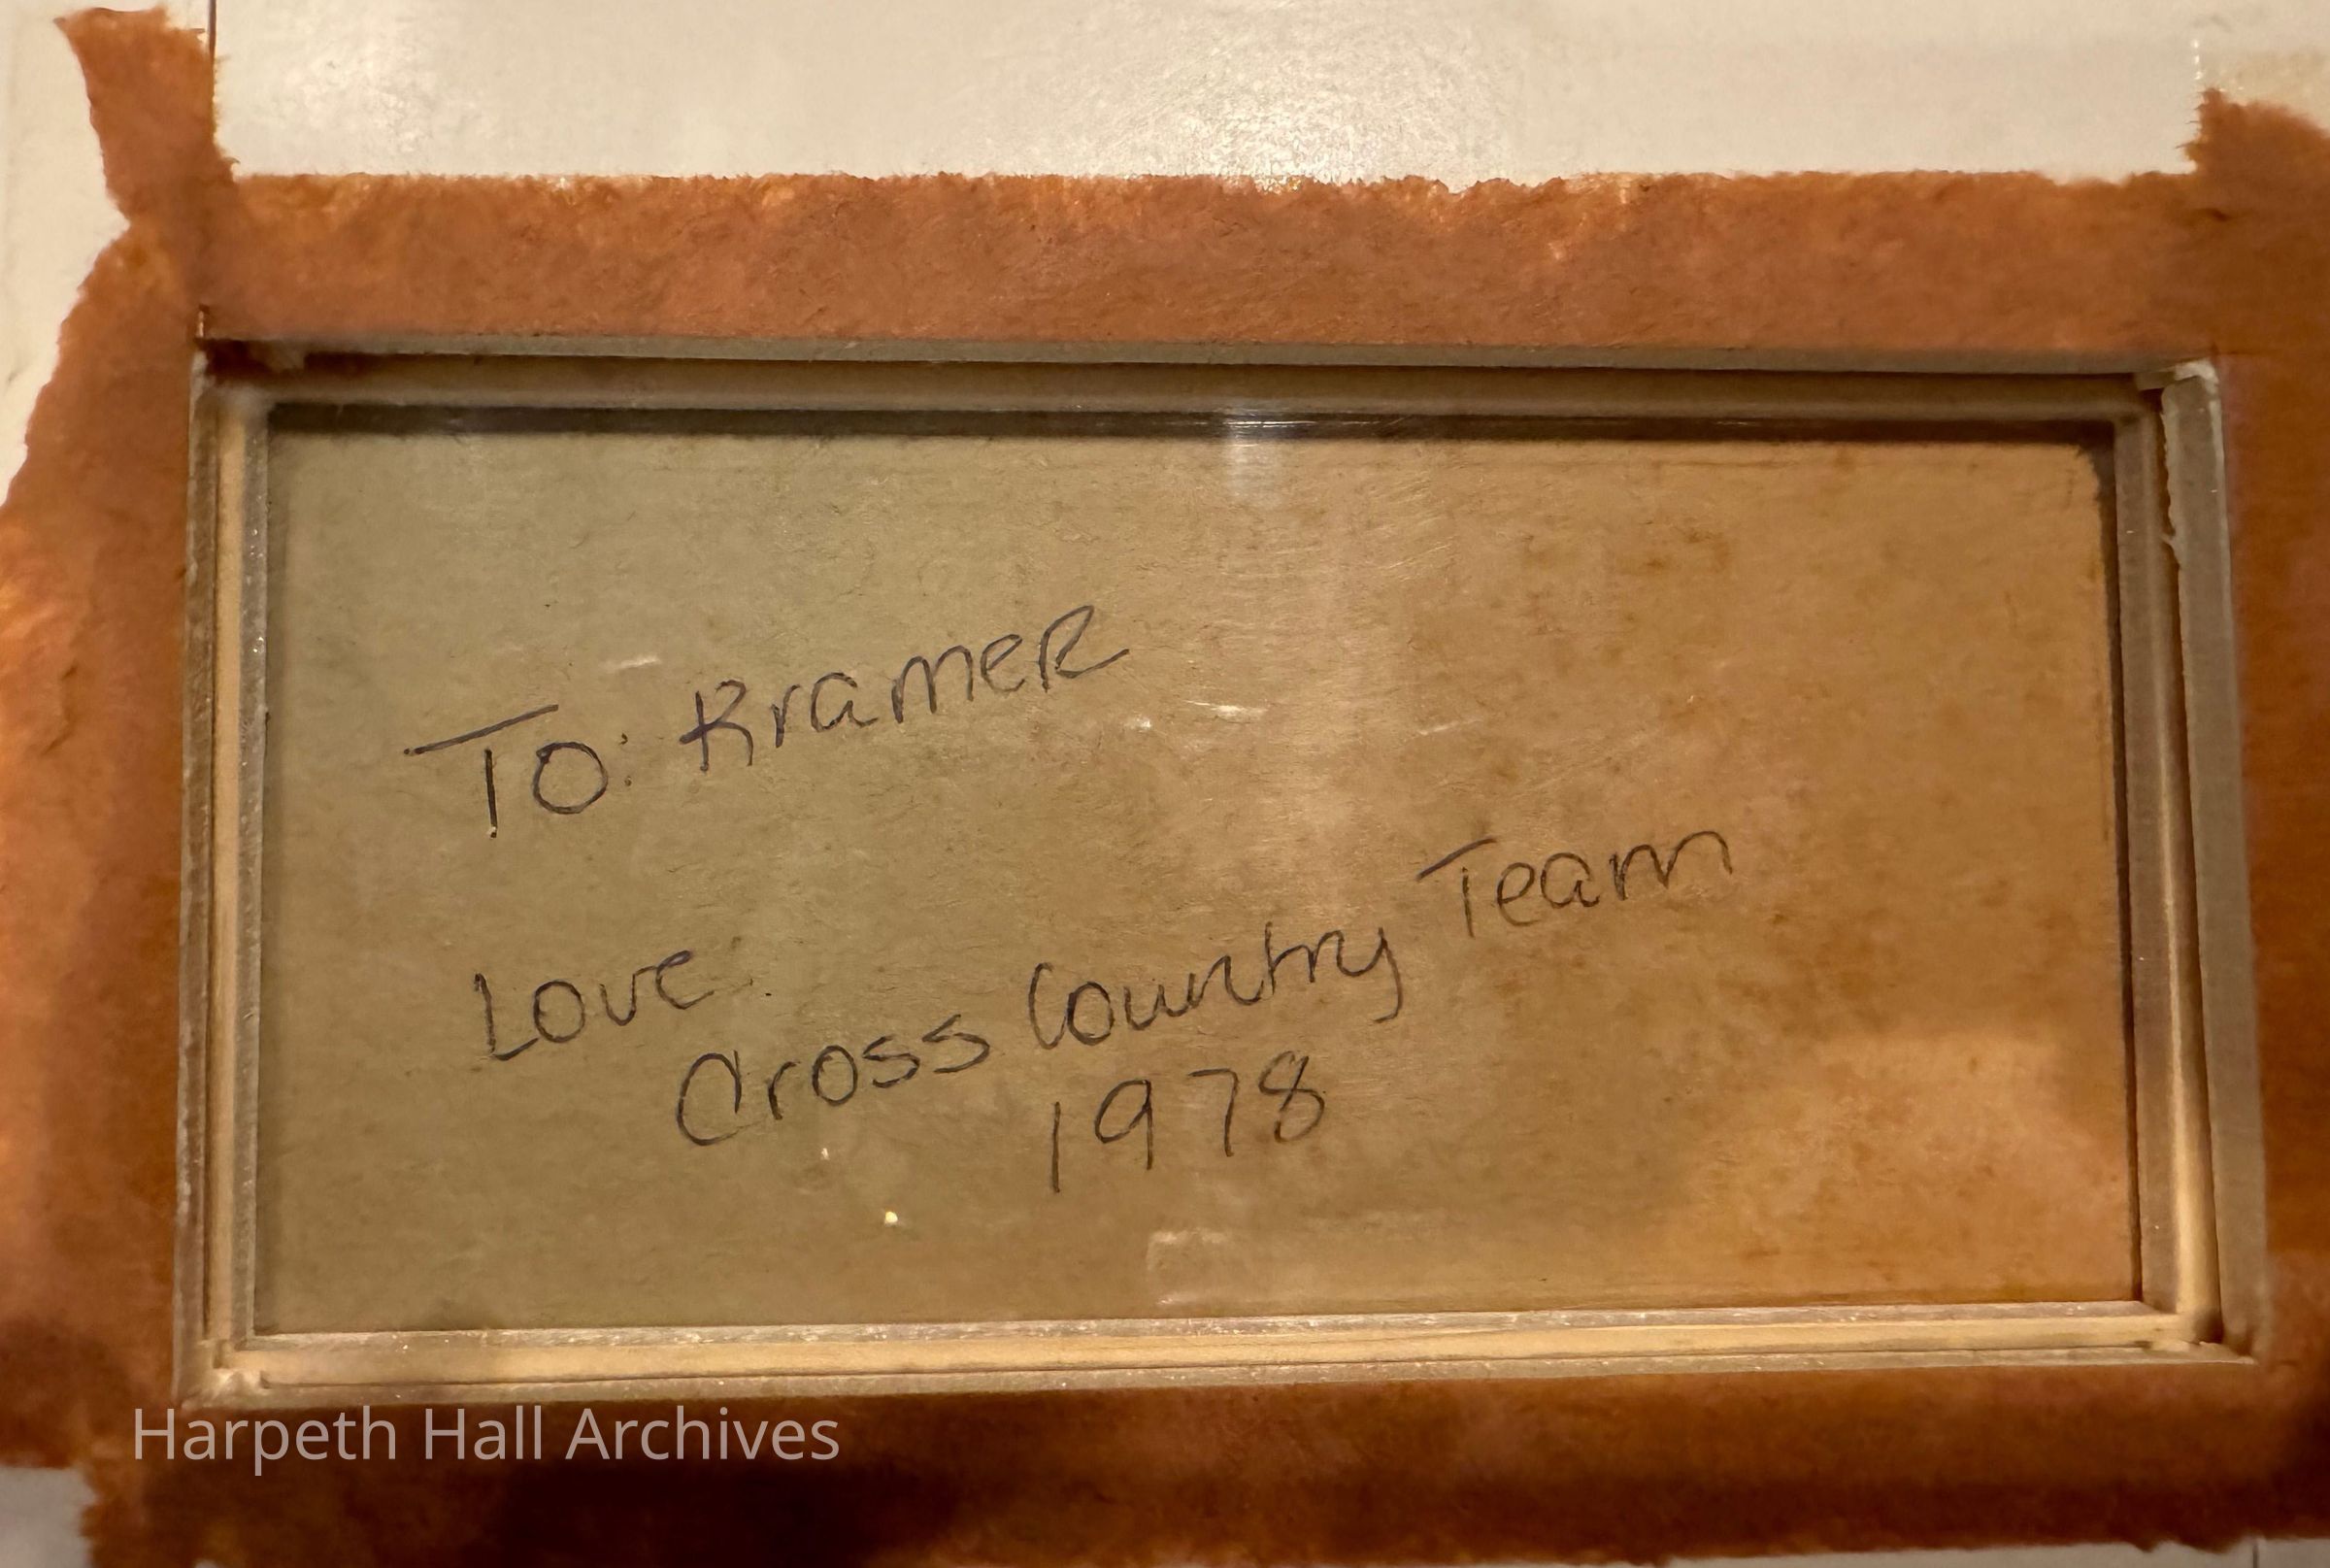 To: Kramer
Love
Cross Country Team
1978
Harpeth Hall Archives